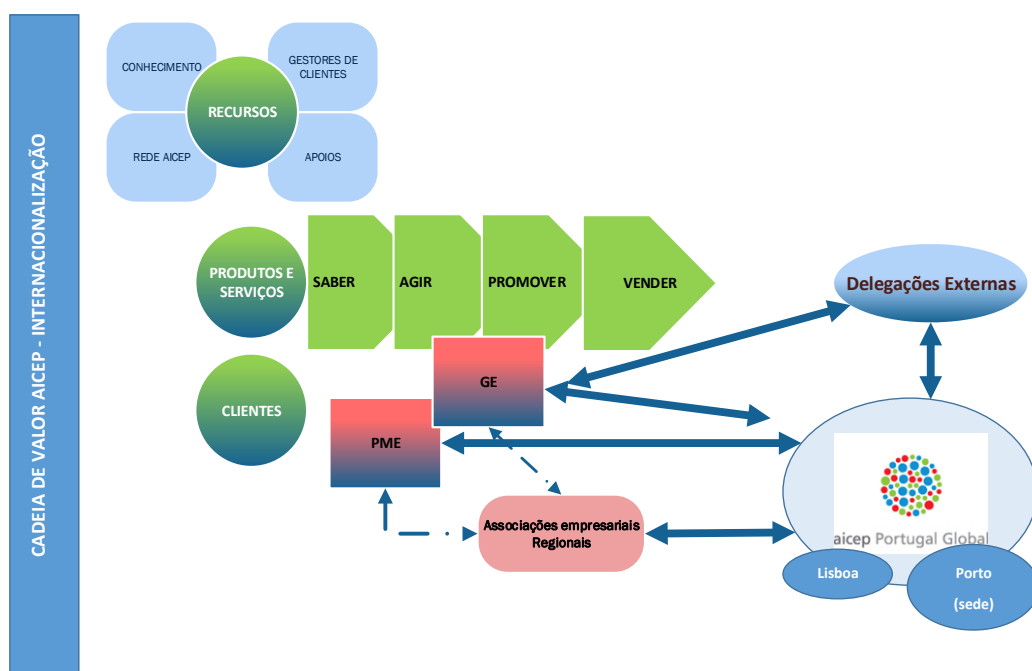 CADEIA DE VALOR AICEP - INTERNACIONALIZAÇÃO
CONHECIMENTO
GESTORES DE
CLIENTES
RECURSOS
REDE AICEP
APOIOS
PRODUTOS E
SERVIÇOS
SABER
AGIR
PROMOVER
VENDER
Delegações Externas
GE
CLIENTES
PME
Associações empresariais
Regionais
aicep Portugal Global
Lisboa
Porto
(sede)